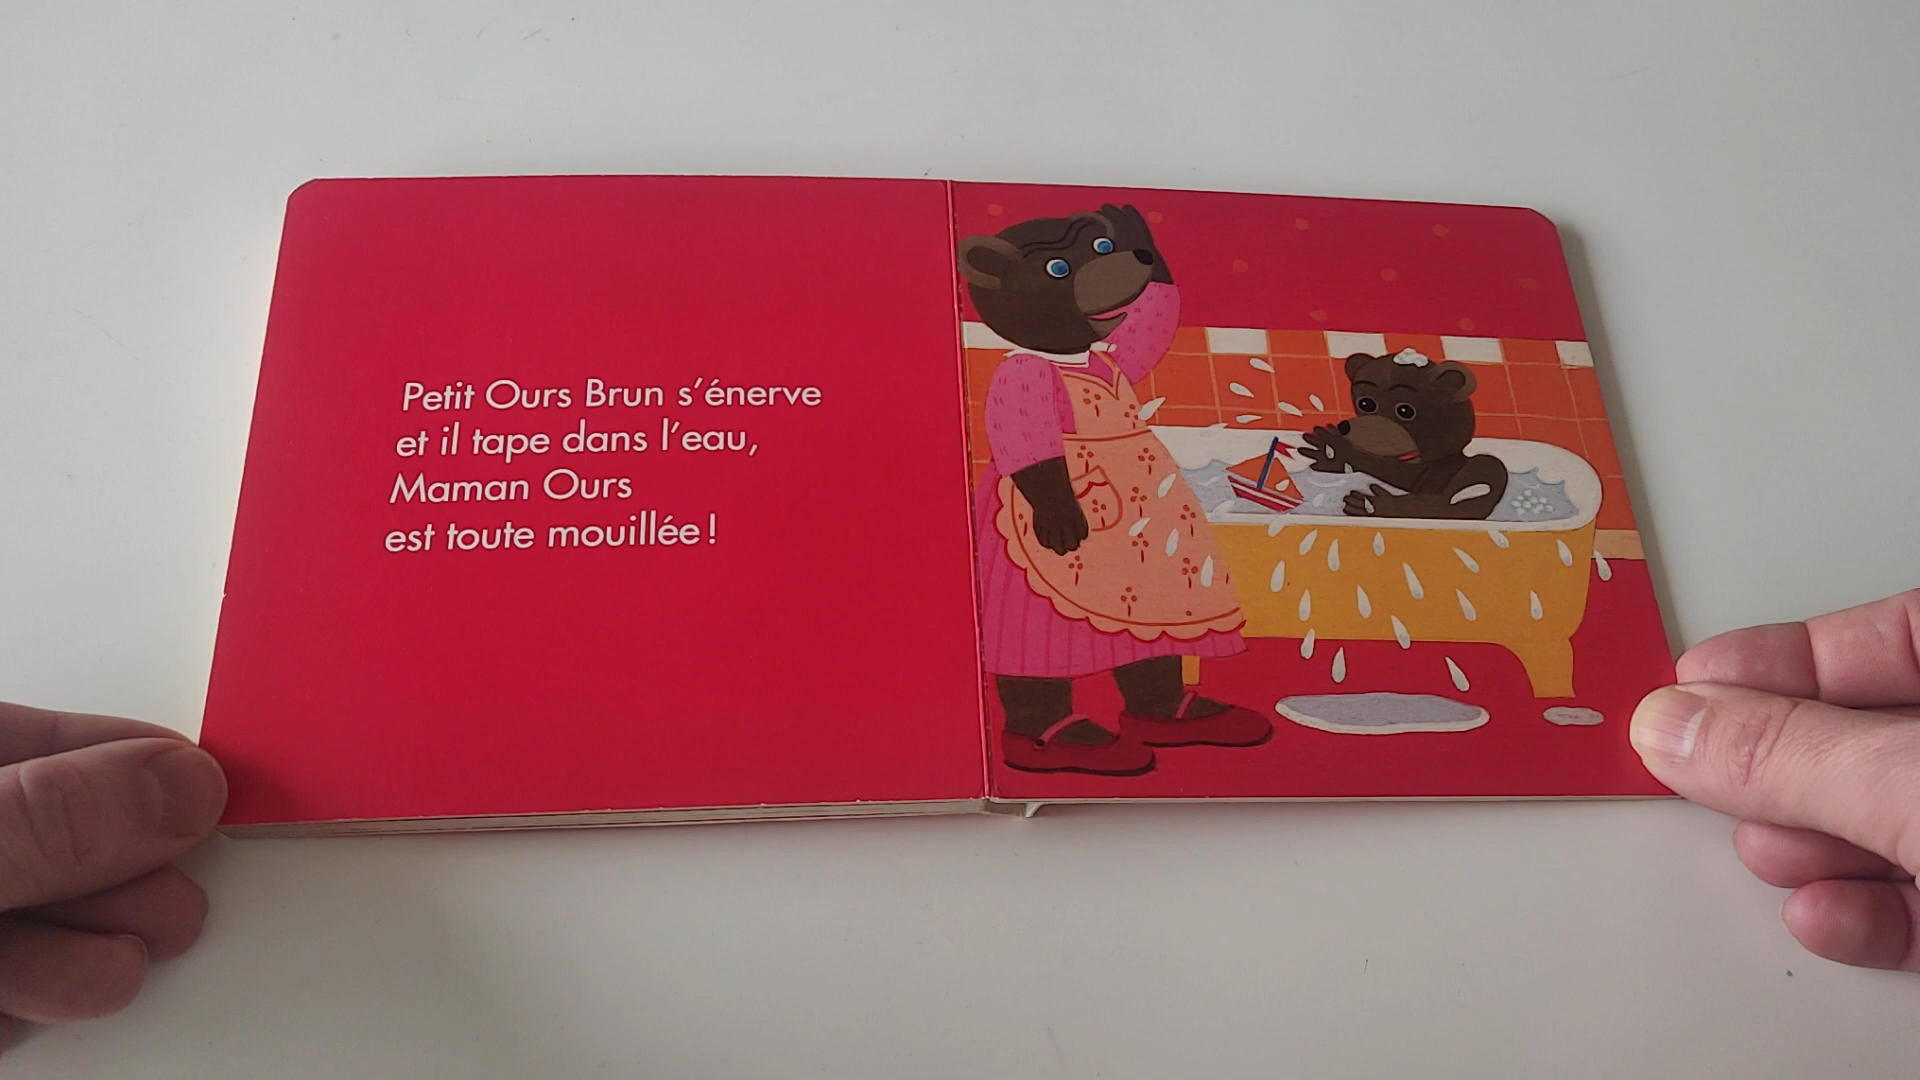 Petit Ours Brun s'énerve
et il tape dans l'eau,
Maman Ours
est toute mouillée !